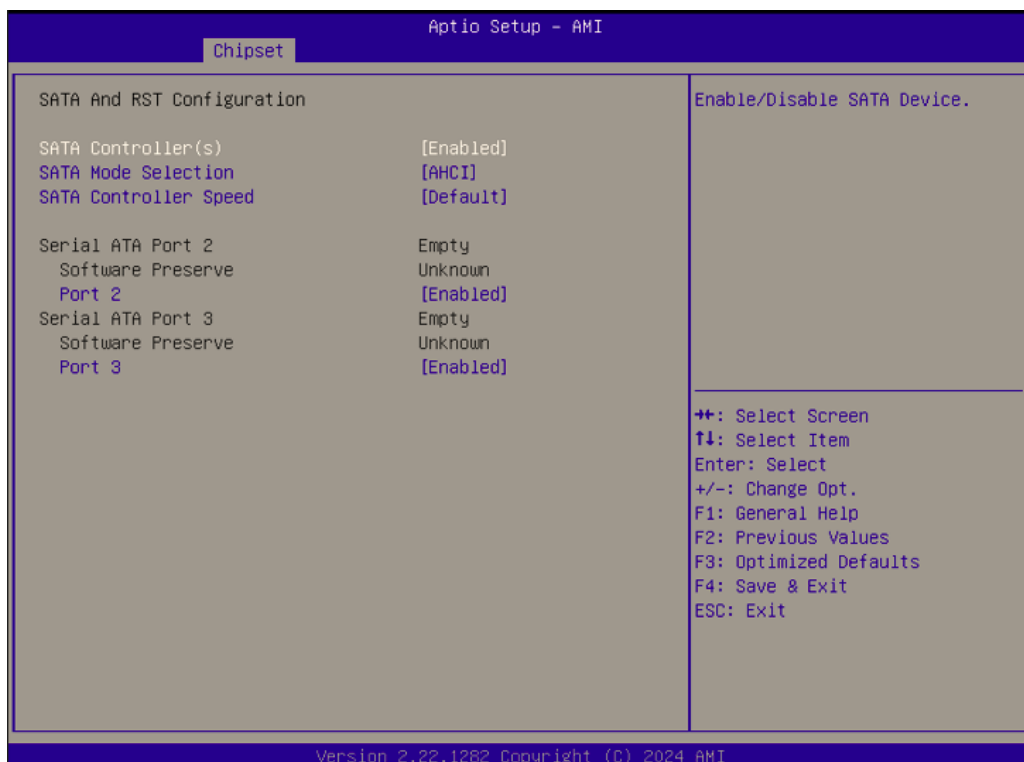 Aptio Setup - AMI
Chipset
SATA And RST Configuration
SATA Controller(s) [Enabled]
SATA Mode Selection [AHCI]
SATA Controller Speed [Default]
Serial ATA Port 2 Empty
Software Preserve Unknown
Port 2 [Enabled]
Serial ATA Port 3 Empty
Software Preserve Unknown
Port 3 [Enabled]
Enable/Disable SATA Device.
→←: Select Screen
↑↓: Select Item
Enter: Select
+/-: Change Opt.
F1: General Help
F2: Previous Values
F3: Optimized Defaults
F4: Save & Exit
ESC: Exit
Version 2.22.1282 Copyright (C) 2024 AMI